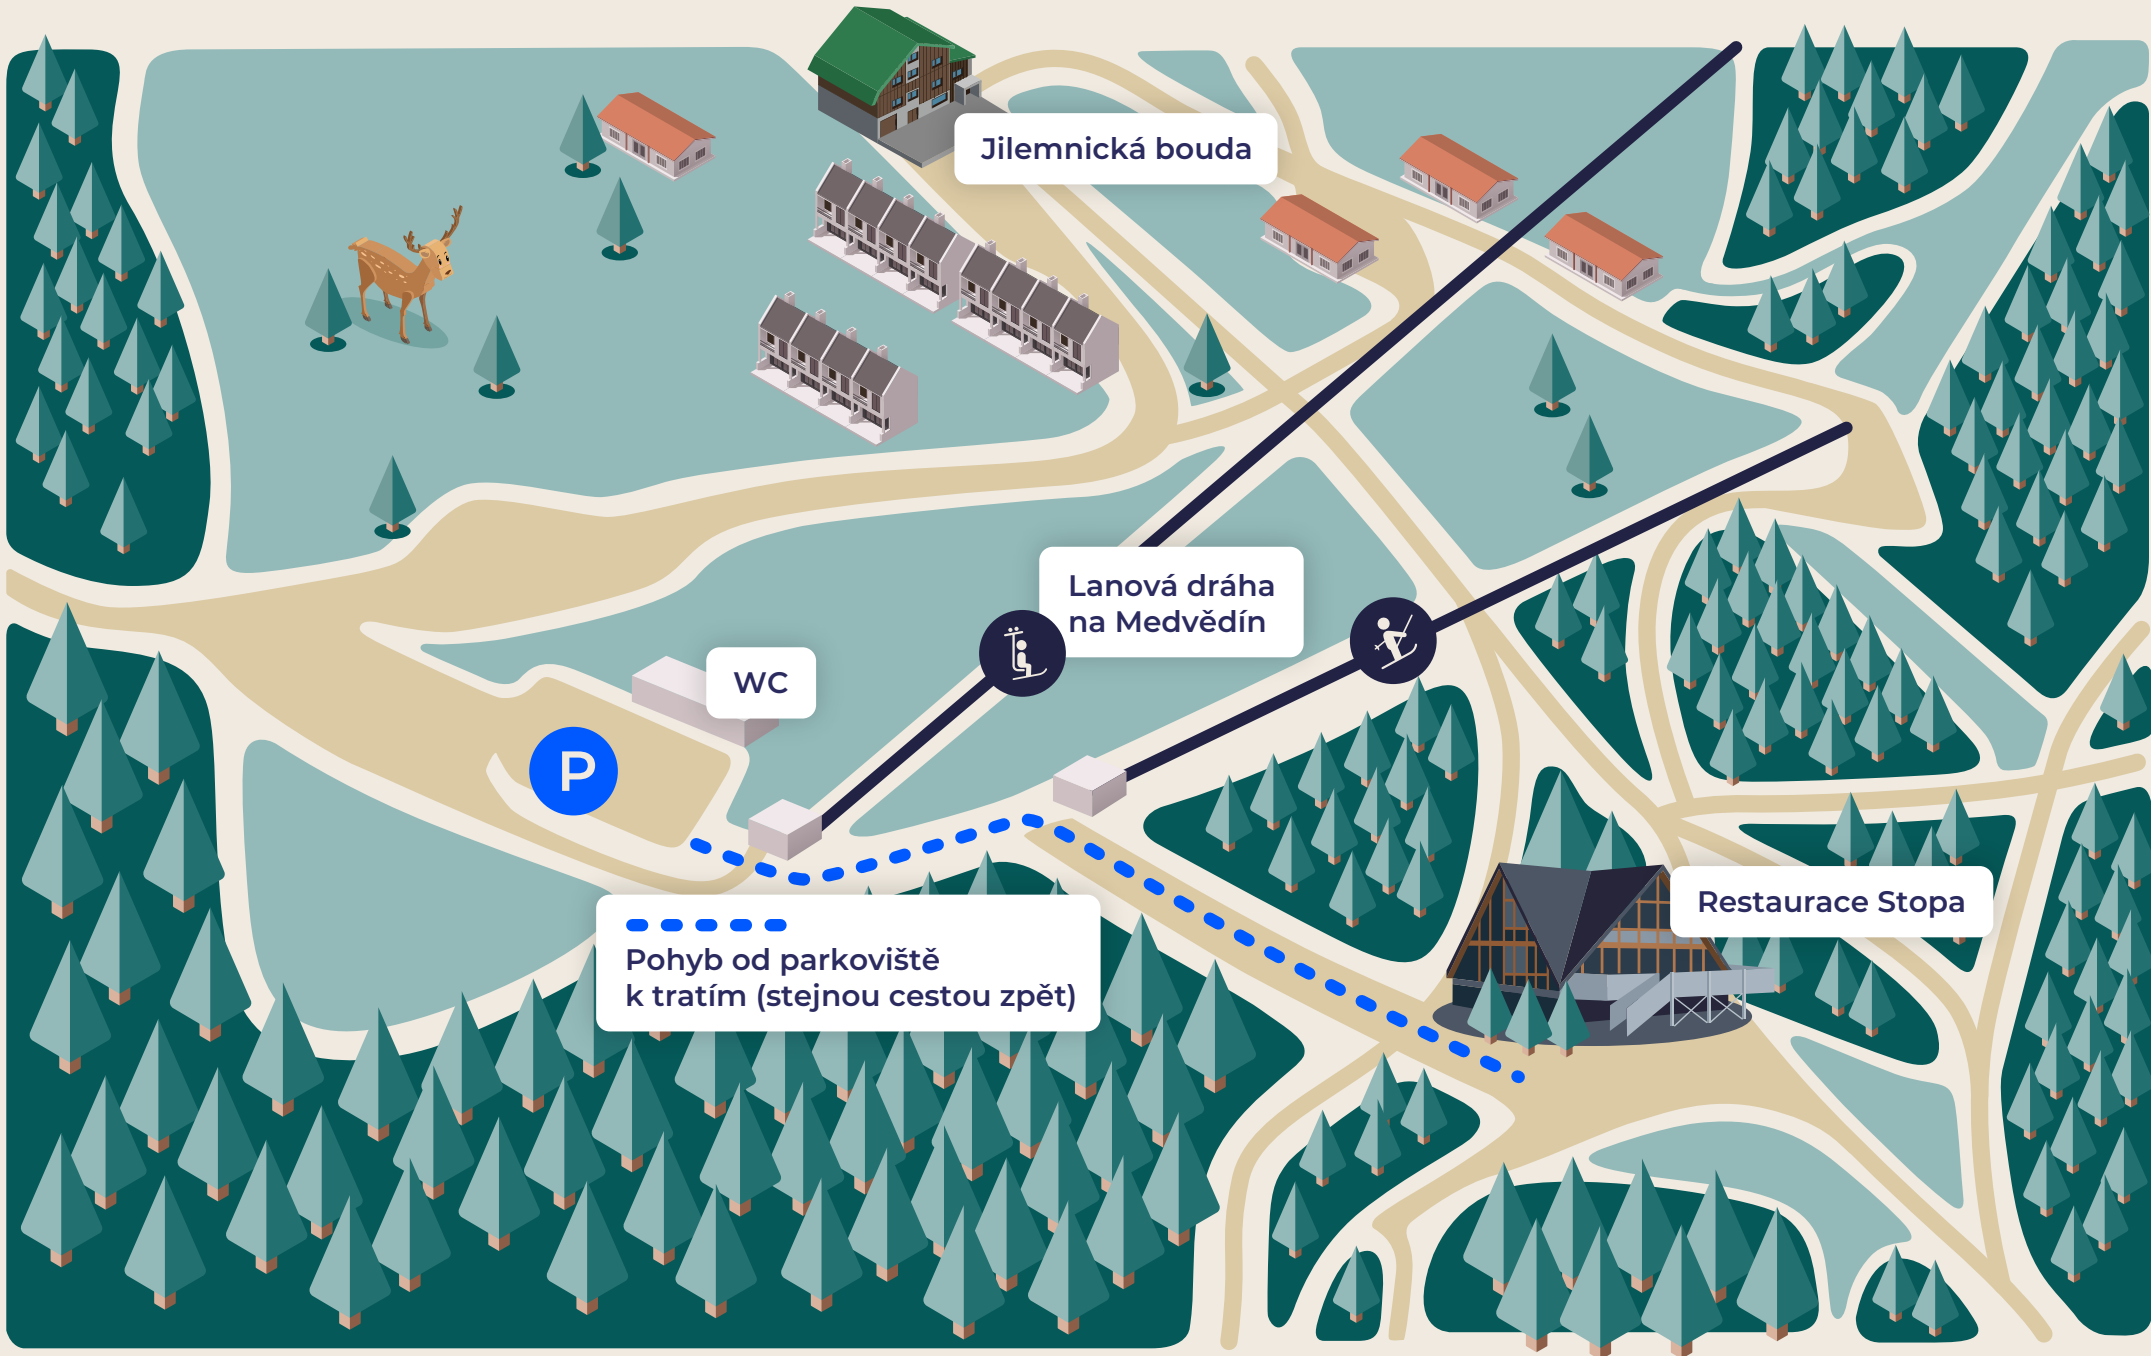 Jilemnická bouda
Lanová dráha
na Medvědín
WC
P
Restaurace Stopa
Pohyb od parkoviště
k tratím (stejnou cestou zpět)